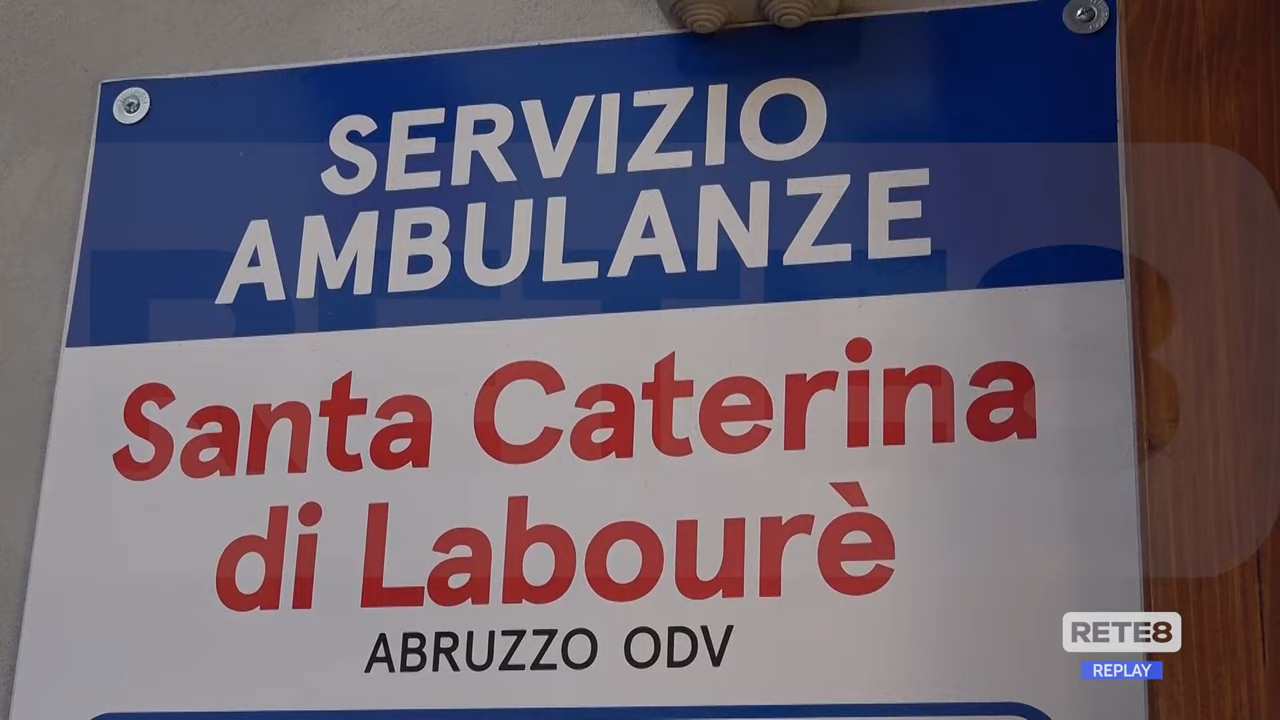 SERVIZIO
AMBULANZE
Santa Caterina
di Labourè
ABRUZZO ODV
RETE8
REPLAY